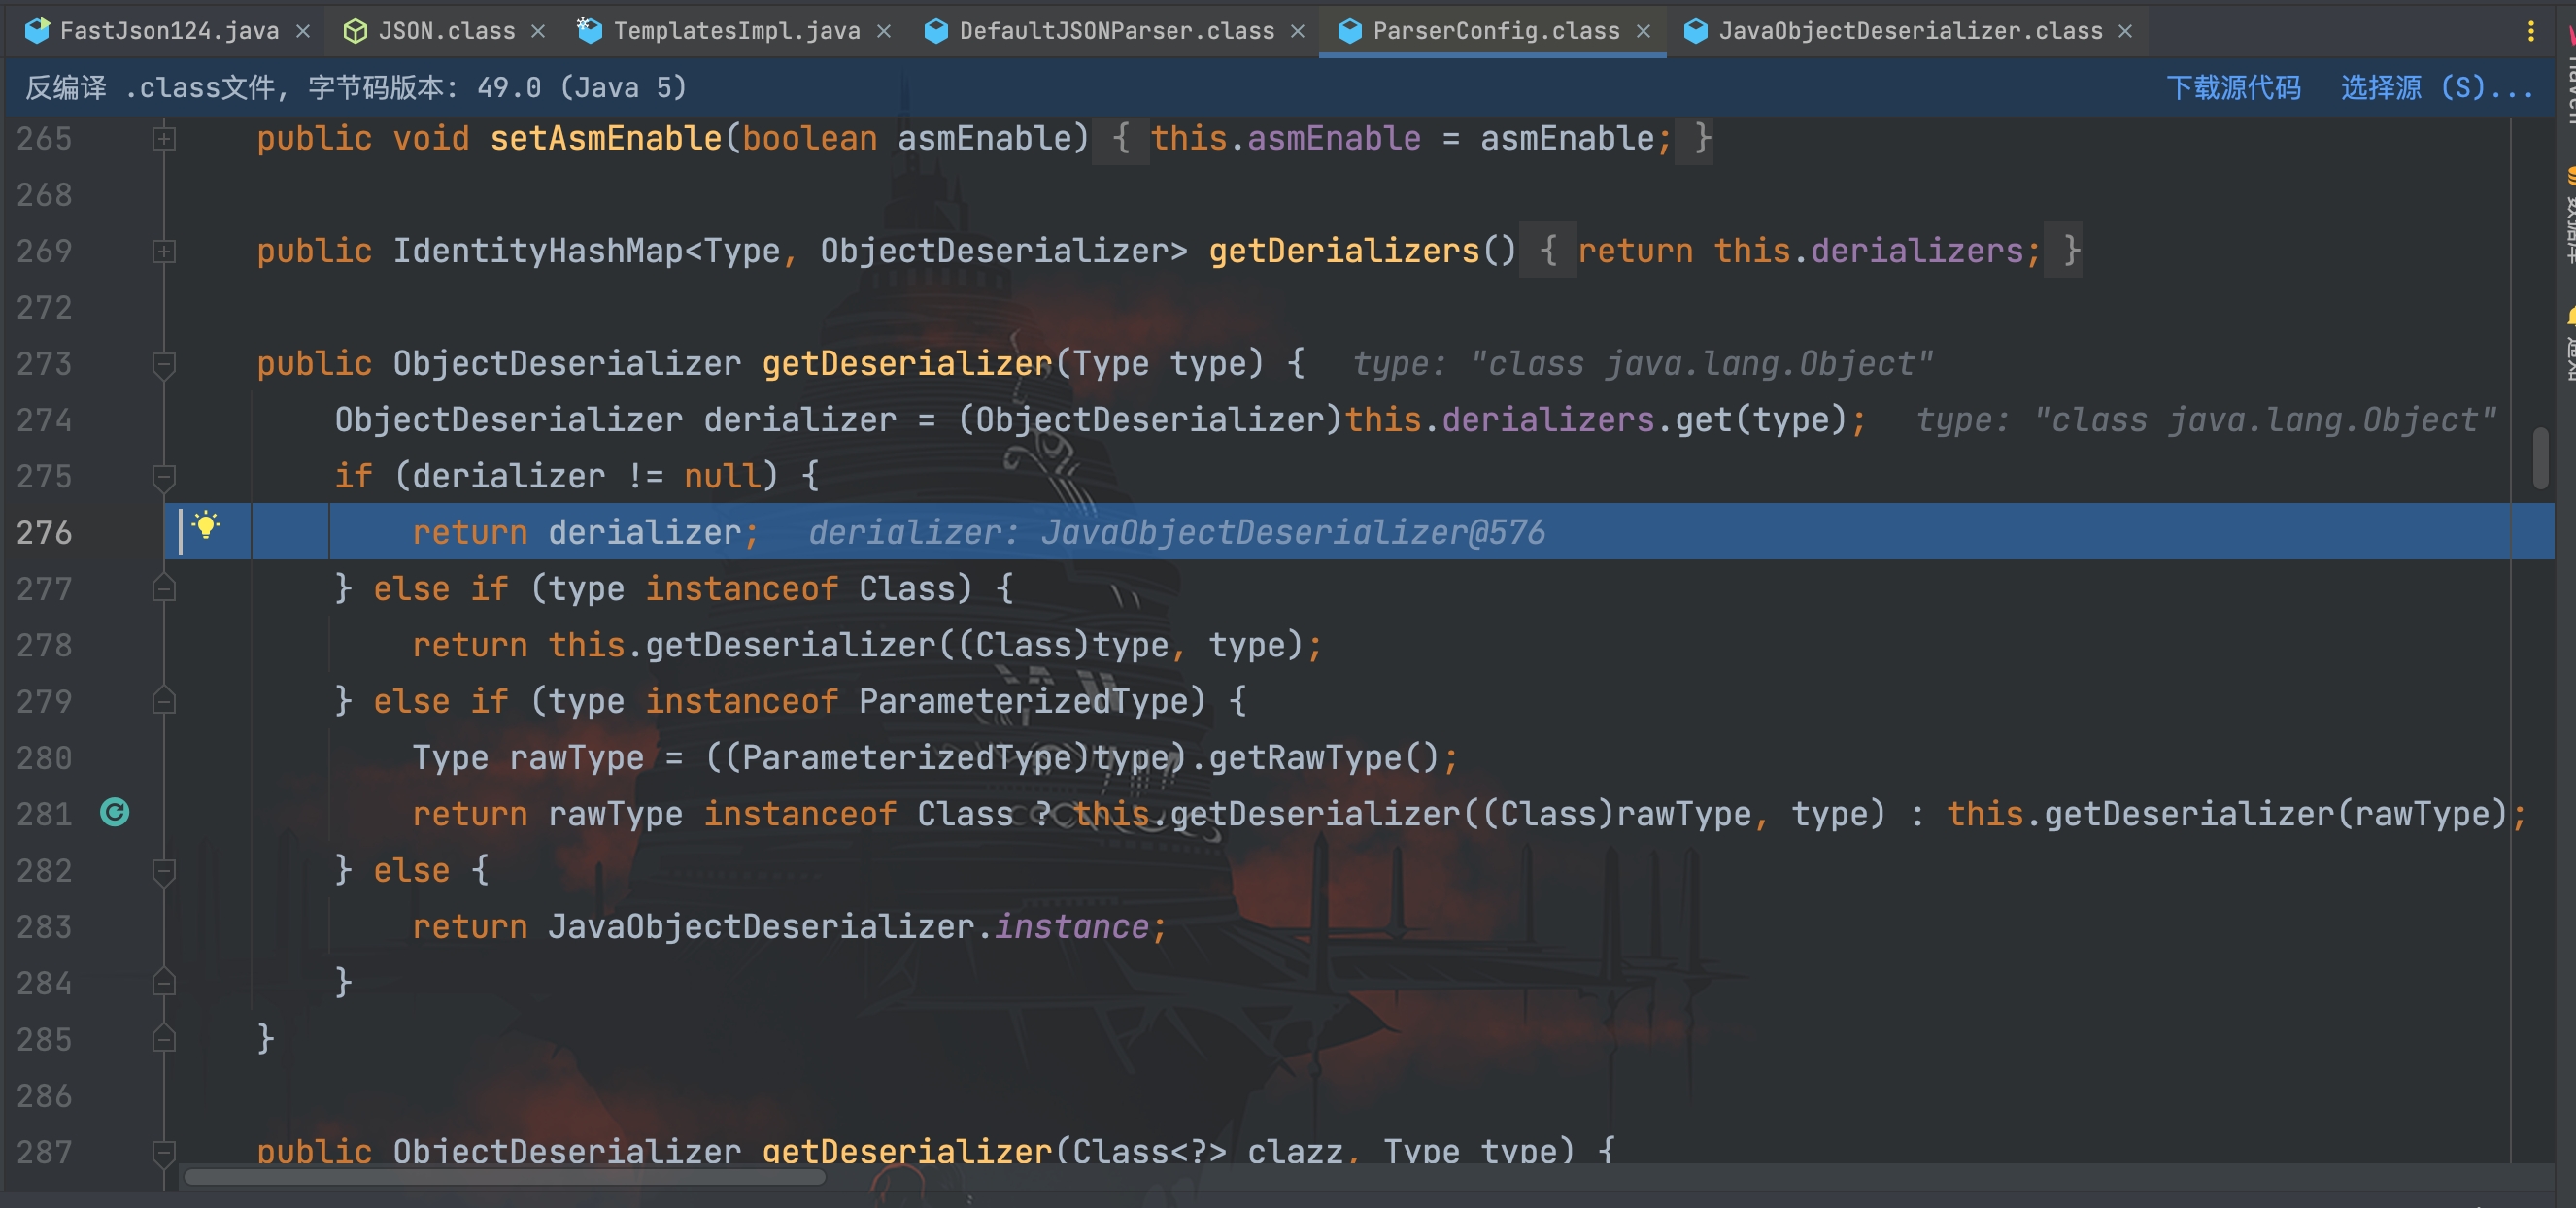 FastJson124.java JSON.class TemplatesImpl.java DefaultJSONParser.class ParserConfig.class JavaObjectDeserializer.class
反编译 .class文件, 字节码版本: 49.0 (Java 5) 下载源代码 选择源 (S)...
265 public void setAsmEnable(boolean asmEnable) { this.asmEnable = asmEnable; }
268
269 public IdentityHashMap<Type, ObjectDeserializer> getDerializers() { return this.derializers; }
272
273 public ObjectDeserializer getDeserializer(Type type) { type: "class java.lang.Object"
274 ObjectDeserializer derializer = (ObjectDeserializer)this.derializers.get(type); type: "class java.lang.Object"
275 if (derializer != null) {
276 return derializer; derializer: JavaObjectDeserializer@576
277 } else if (type instanceof Class) {
278 return this.getDeserializer((Class)type, type);
279 } else if (type instanceof ParameterizedType) {
280 Type rawType = ((ParameterizedType)type).getRawType();
281 return rawType instanceof Class ? this.getDeserializer((Class)rawType, type) : this.getDeserializer(rawType);
282 } else {
283 return JavaObjectDeserializer.instance;
284 }
285 }
286
287 public ObjectDeserializer getDeserializer(Class<?> clazz, Type type) {